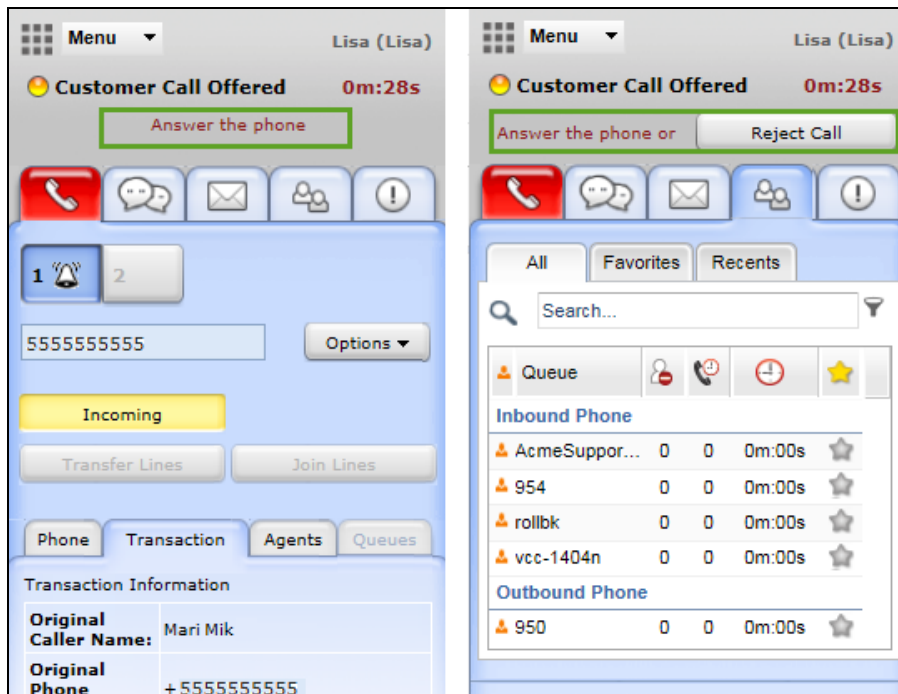 Menu
Lisa (Lisa)
Customer Call Offered 0m:28s
Answer the phone
1 2
5555555555 Options
Incoming
Transfer Lines Join Lines
Phone Transaction Agents Queues
Transaction Information
Original Caller Name: Mari Mik
Original Phone +5555555555
Menu
Lisa (Lisa)
Customer Call Offered 0m:28s
Answer the phone or Reject Call
All Favorites Recents
Search...
Queue
Inbound Phone
AcmeSuppor... 0 0 0m:00s
954 0 0 0m:00s
rollbk 0 0 0m:00s
vcc-1404n 0 0 0m:00s
Outbound Phone
950 0 0 0m:00s